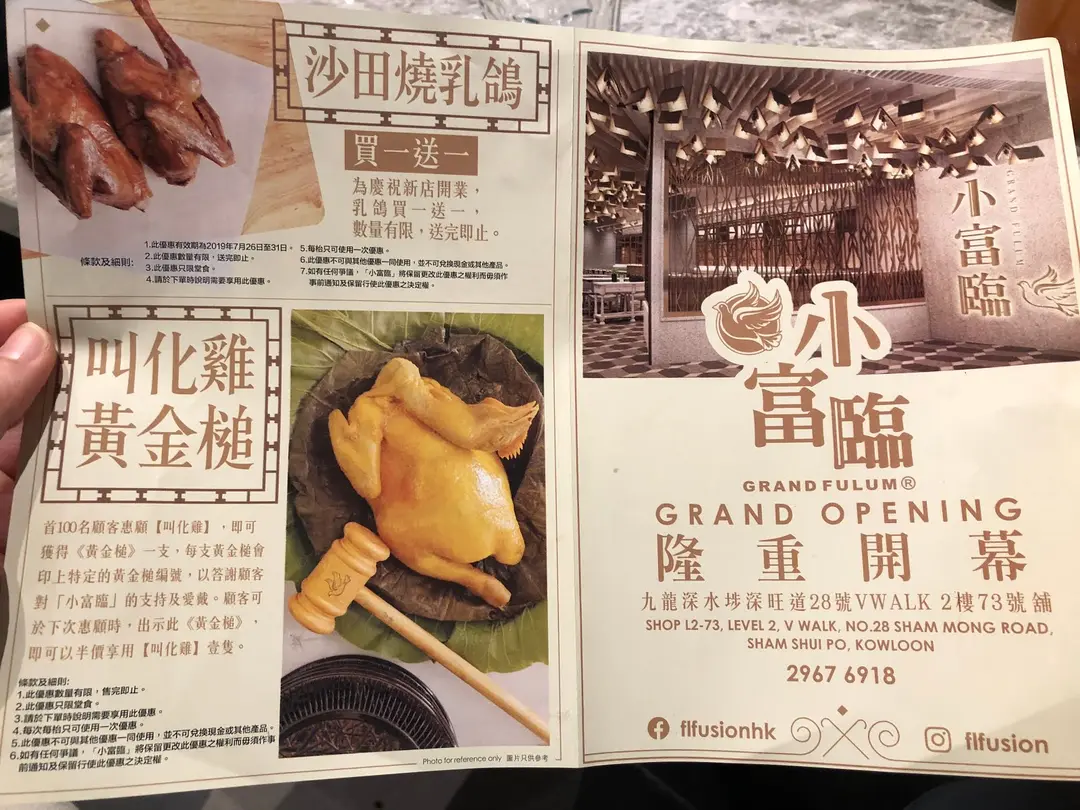 沙田燒乳鴿
買一送一
為慶祝新店開業，
乳鴿買一送一，
數量有限，送完即止。
條款及細則:
1.此優惠有效期為2019年7月26日至31日。
2.此優惠數量有限，送完即止。
3.此優惠只限堂食。
4.請於下單時說明需要享用此優惠。
5.每枱只可使用一次優惠。
6.此優惠不可與其他優惠一同使用，並不可兌換現金或其他產品。
7.如有任何爭議，「小富臨」將保留更改此優惠之權利而毋須作
事前通知及保留行使此優惠之決定權。
叫化雞
黃金槌
首100名顧客惠顧【叫化雞】，即可
獲得《黃金槌》一支，每支黃金槌會
印上特定的黃金槌編號，以答謝顧客
對「小富臨」的支持及愛戴。顧客可
於下次惠顧時，出示此《黃金槌》，
即可以半價享用【叫化雞】壹隻。
條款及細則:
1.此優惠數量有限，售完即止。
2.此優惠只限堂食。
3.請於下單時說明需要享用此優惠。
4.每次每枱只可使用一次優惠。
5.此優惠不可與其他優惠一同使用，並不可兌換現金或其他產品。
6.如有任何爭議，「小富臨」將保留更改此優惠之權利而毋須作事
前通知及保留行使此優惠之決定權。
Photo for reference only 圖片只供參考
小富臨
GRAND FULUM
小富臨
GRAND FULUM®
GRAND OPENING
隆重開幕
九龍深水埗深旺道28號VWALK 2樓73號舖
SHOP L2-73, LEVEL 2, V WALK, NO.28 SHAM MONG ROAD,
SHAM SHUI PO, KOWLOON
2967 6918
flfusionhk
flfusion